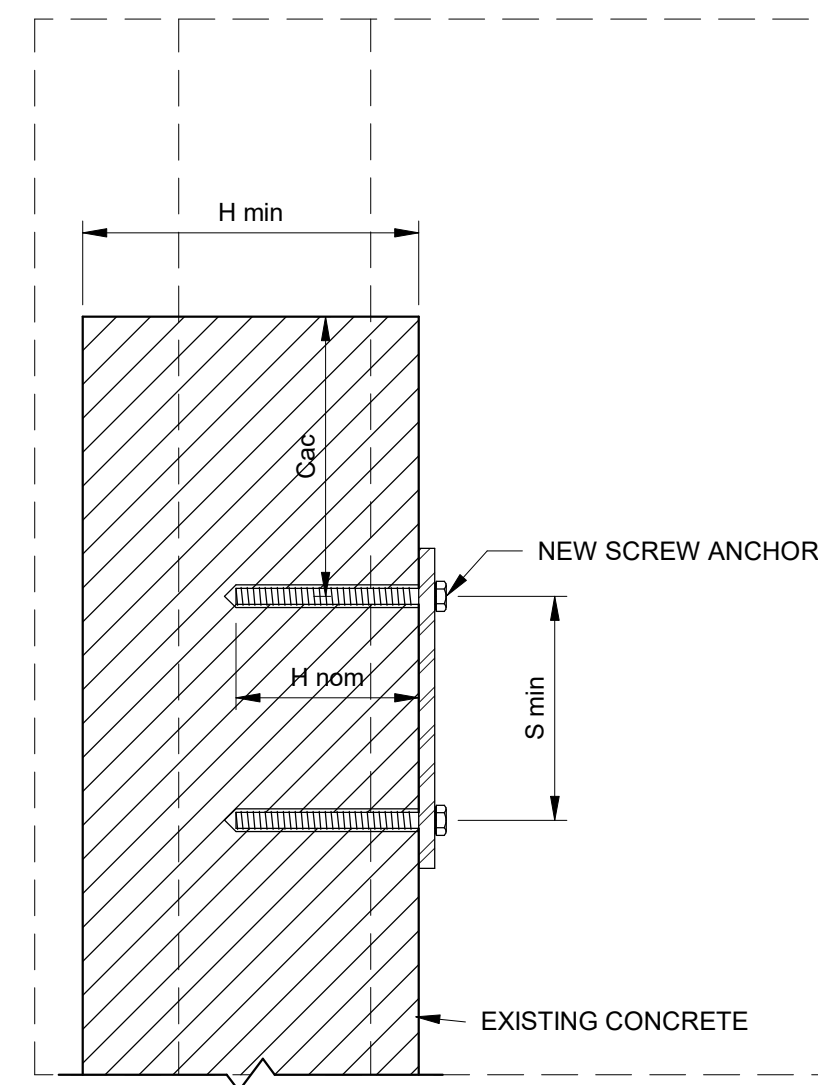 H min
Cac
NEW SCREW ANCHOR
H nom
S min
EXISTING CONCRETE